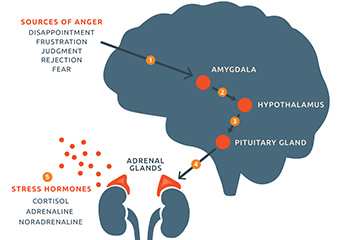 SOURCES OF ANGER
DISAPPOINTMENT
FRUSTRATION
JUDGMENT
REJECTION
FEAR
1
AMYGDALA
2
HYPOTHALAMUS
3
PITUITARY GLAND
4
ADRENAL
GLANDS
5
STRESS HORMONES
CORTISOL
ADRENALINE
NORADRENALINE